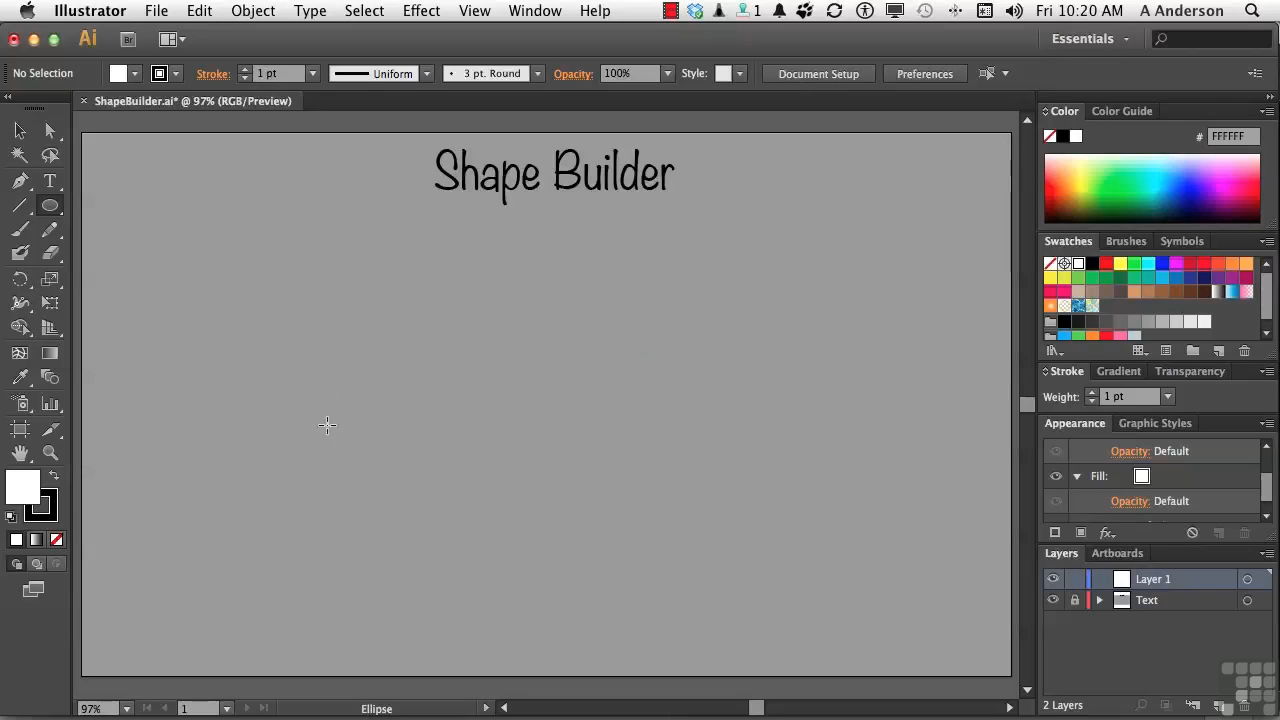 Illustrator File Edit Object Type Select Effect View Window Help 1 Fri 10:20 AM A Anderson
Ai Br Essentials
No Selection Stroke: 1 pt Uniform 3 pt. Round Opacity: 100% Style: Document Setup Preferences
× ShapeBuilder.ai* @ 97% (RGB/Preview)
Color Color Guide
# FFFFFF
Shape Builder
T
Swatches Brushes Symbols
Stroke Gradient Transparency
Weight: 1 pt
Appearance Graphic Styles
Opacity: Default
Fill:
Opacity: Default
fx
Layers Artboards
Layer 1
Text
97% 1 Ellipse 2 Layers